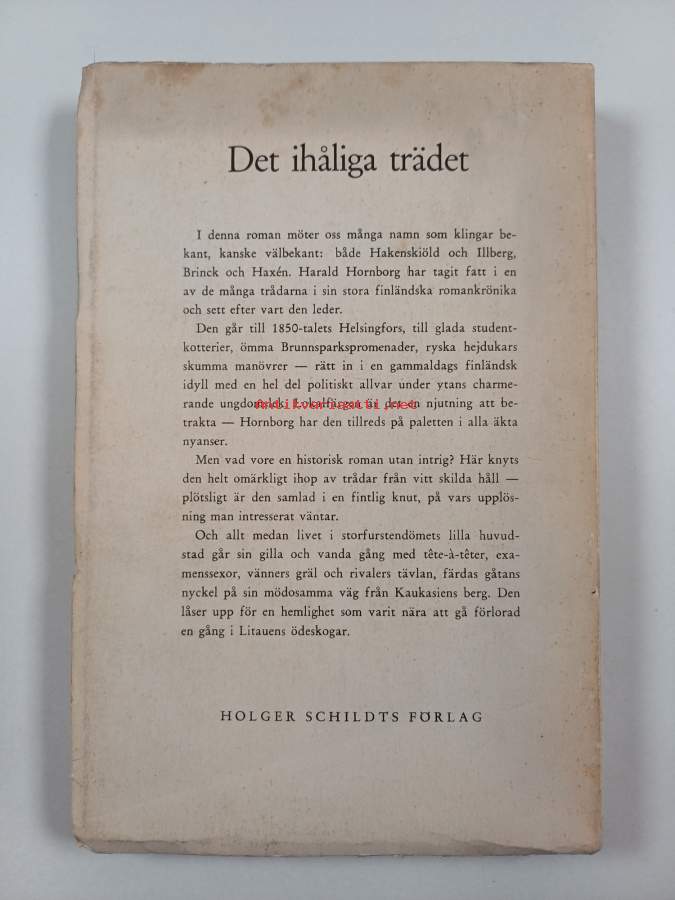 Det ihåliga trädet
I denna roman möter oss många namn som klingar be-
kant, kanske välbekant: både Hakenskiöld och Illberg,
Brinck och Haxén. Harald Hornborg har tagit fatt i en
av de många trådarna i sin stora finländska romankrönika
och sett efter vart den leder.
Den går till 1850-talets Helsingfors, till glada student-
kotterier, ömma Brunnsparkspromenader, ryska hejdukars
skumma manövrer — rätt in i en gammaldags finländsk
idyll med en hel del politiskt allvar under ytans charme-
rande ungdomlek. Lokalfärgen är det en njutning att be-
antikvariaatti.net
trakta — Hornborg har den tillreds på paletten i alla äkta
nyanser.
Men vad vore en historisk roman utan intrig? Här knyts
den helt omärkligt ihop av trådar från vitt skilda håll —
plötsligt är den samlad i en fintlig knut, på vars upplös-
ning man intresserat väntar.
Och allt medan livet i storfurstendömets lilla huvud-
stad går sin gilla och vanda gång med tête-à-têter, exa-
menssexor, vänners gräl och rivalers tävlan, färdas gåtans
nyckel på sin mödosamma väg från Kaukasiens berg. Den
låser upp för en hemlighet som varit nära att gå förlorad
en gång i Litauens ödeskogar.
HOLGER SCHILDTS FÖRLAG